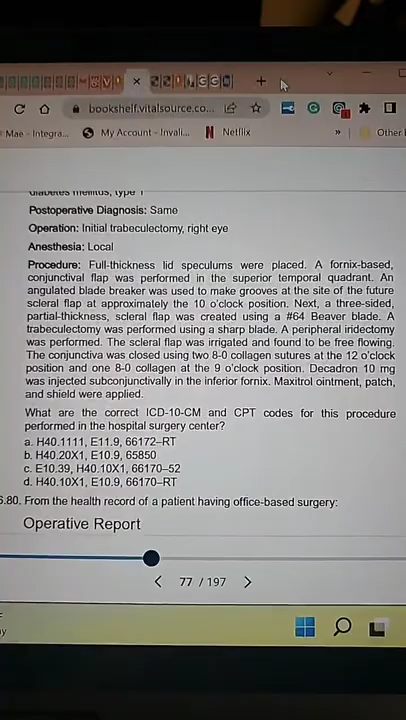 bookshelf.vitalsource.co...
Mae - Integra...
My Account - Invali...
N Netflix
»
Other
diabetes mellitus, type 1
Postoperative Diagnosis: Same
Operation: Initial trabeculectomy, right eye
Anesthesia: Local
Procedure: Full-thickness lid speculums were placed. A fornix-based,
conjunctival flap was performed in the superior temporal quadrant. An
angulated blade breaker was used to make grooves at the site of the future
scleral flap at approximately the 10 o'clock position. Next, a three-sided,
partial-thickness, scleral flap was created using a #64 Beaver blade. A
trabeculectomy was performed using a sharp blade. A peripheral iridectomy
was performed. The scleral flap was irrigated and found to be free flowing.
The conjunctiva was closed using two 8-0 collagen sutures at the 12 o'clock
position and one 8-0 collagen at the 9 o'clock position. Decadron 10 mg
was injected subconjunctivally in the inferior fornix. Maxitrol ointment, patch,
and shield were applied.
What are the correct ICD-10-CM and CPT codes for this procedure
performed in the hospital surgery center?
a. H40.1111, E11.9, 66172–RT
b. H40.20X1, E10.9, 65850
c. E10.39, H40.10X1, 66170–52
d. H40.10X1, E10.9, 66170–RT
6.80. From the health record of a patient having office-based surgery:
Operative Report
< 77 / 197 >